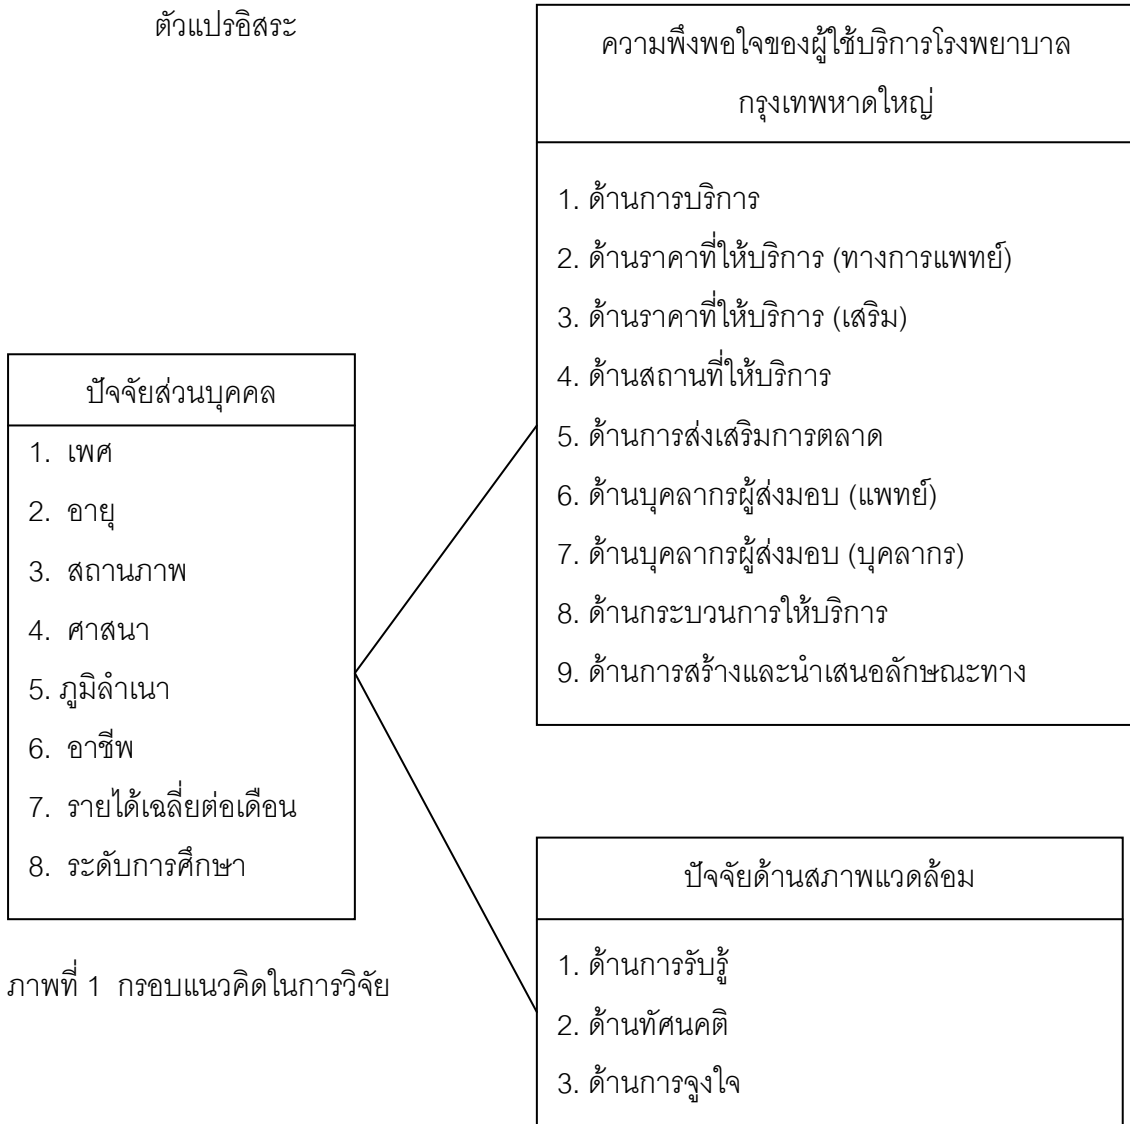 ตัวแปรอิสระ
ความพึงพอใจของผู้ใช้บริการโรงพยาบาล
กรุงเทพหาดใหญ่
1. ด้านการบริการ
2. ด้านราคาที่ให้บริการ (ทางการแพทย์)
3. ด้านราคาที่ให้บริการ (เสริม)
4. ด้านสถานที่ให้บริการ
5. ด้านการส่งเสริมการตลาด
6. ด้านบุคลากรผู้ส่งมอบ (แพทย์)
7. ด้านบุคลากรผู้ส่งมอบ (บุคลากร)
8. ด้านกระบวนการให้บริการ
9. ด้านการสร้างและนำเสนอลักษณะทาง
ปัจจัยส่วนบุคคล
1. เพศ
2. อายุ
3. สถานภาพ
4. ศาสนา
5. ภูมิลำเนา
6. อาชีพ
7. รายได้เฉลี่ยต่อเดือน
8. ระดับการศึกษา
ปัจจัยด้านสภาพแวดล้อม
1. ด้านการรับรู้
2. ด้านทัศนคติ
3. ด้านการจูงใจ
ภาพที่ 1 กรอบแนวคิดในการวิจัย